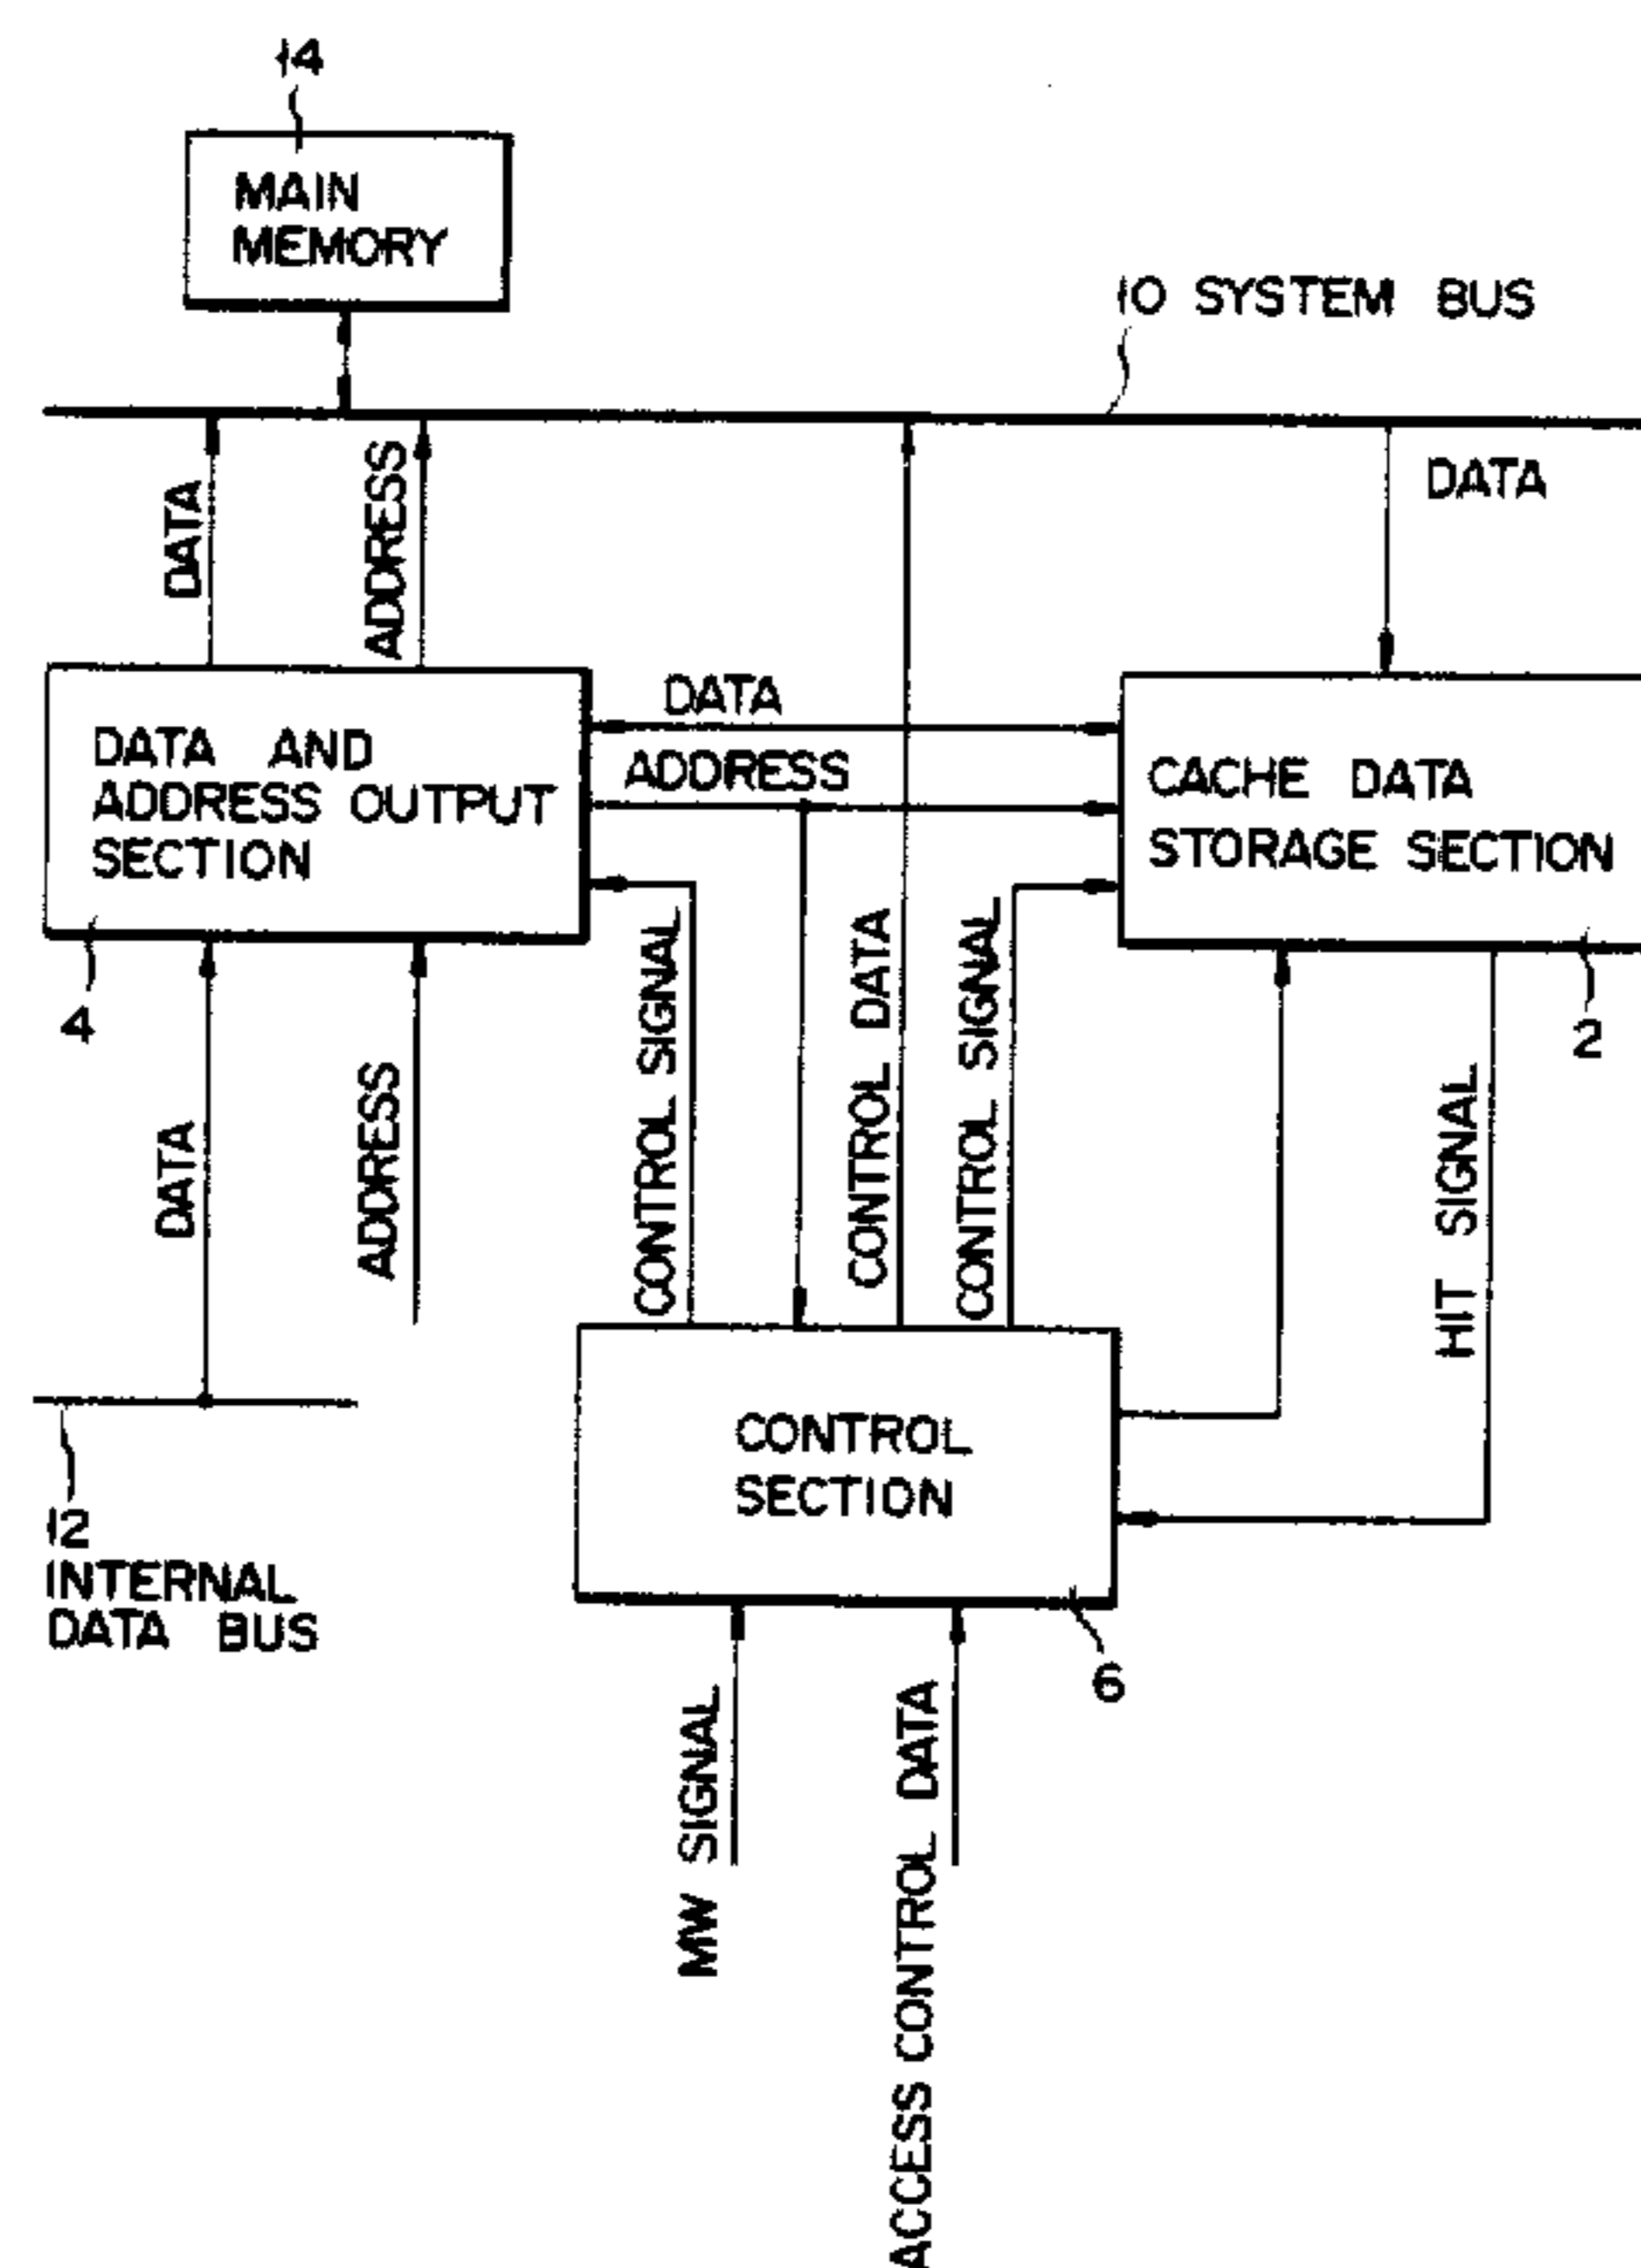 14
MAIN
MEMORY
10 SYSTEM BUS
DATA
ADDRESS
DATA
DATA
ADDRESS
DATA AND
ADDRESS OUTPUT
SECTION
CACHE DATA
STORAGE SECTION
4
2
DATA
ADDRESS
CONTROL SIGNAL
CONTROL DATA
CONTROL SIGNAL
HIT SIGNAL
CONTROL
SECTION
12
INTERNAL
DATA BUS
6
MW SIGNAL
ACCESS CONTROL DATA